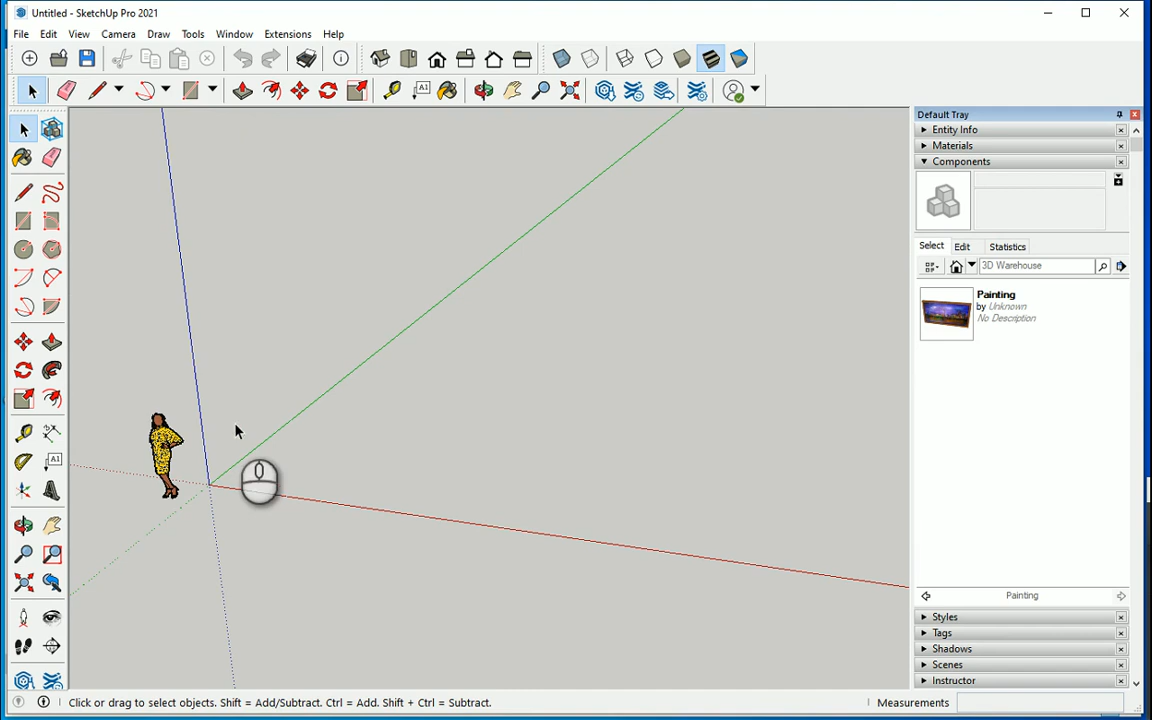 Untitled - SketchUp Pro 2021
File Edit View Camera Draw Tools Window Extensions Help
A1
Default Tray
Entity Info
Materials
Components
Select Edit Statistics
3D Warehouse
Painting
by Unknown
No Description
A1
Painting
Styles
Tags
Shadows
Scenes
Instructor
Click or drag to select objects. Shift = Add/Subtract. Ctrl = Add. Shift + Ctrl = Subtract.
Measurements